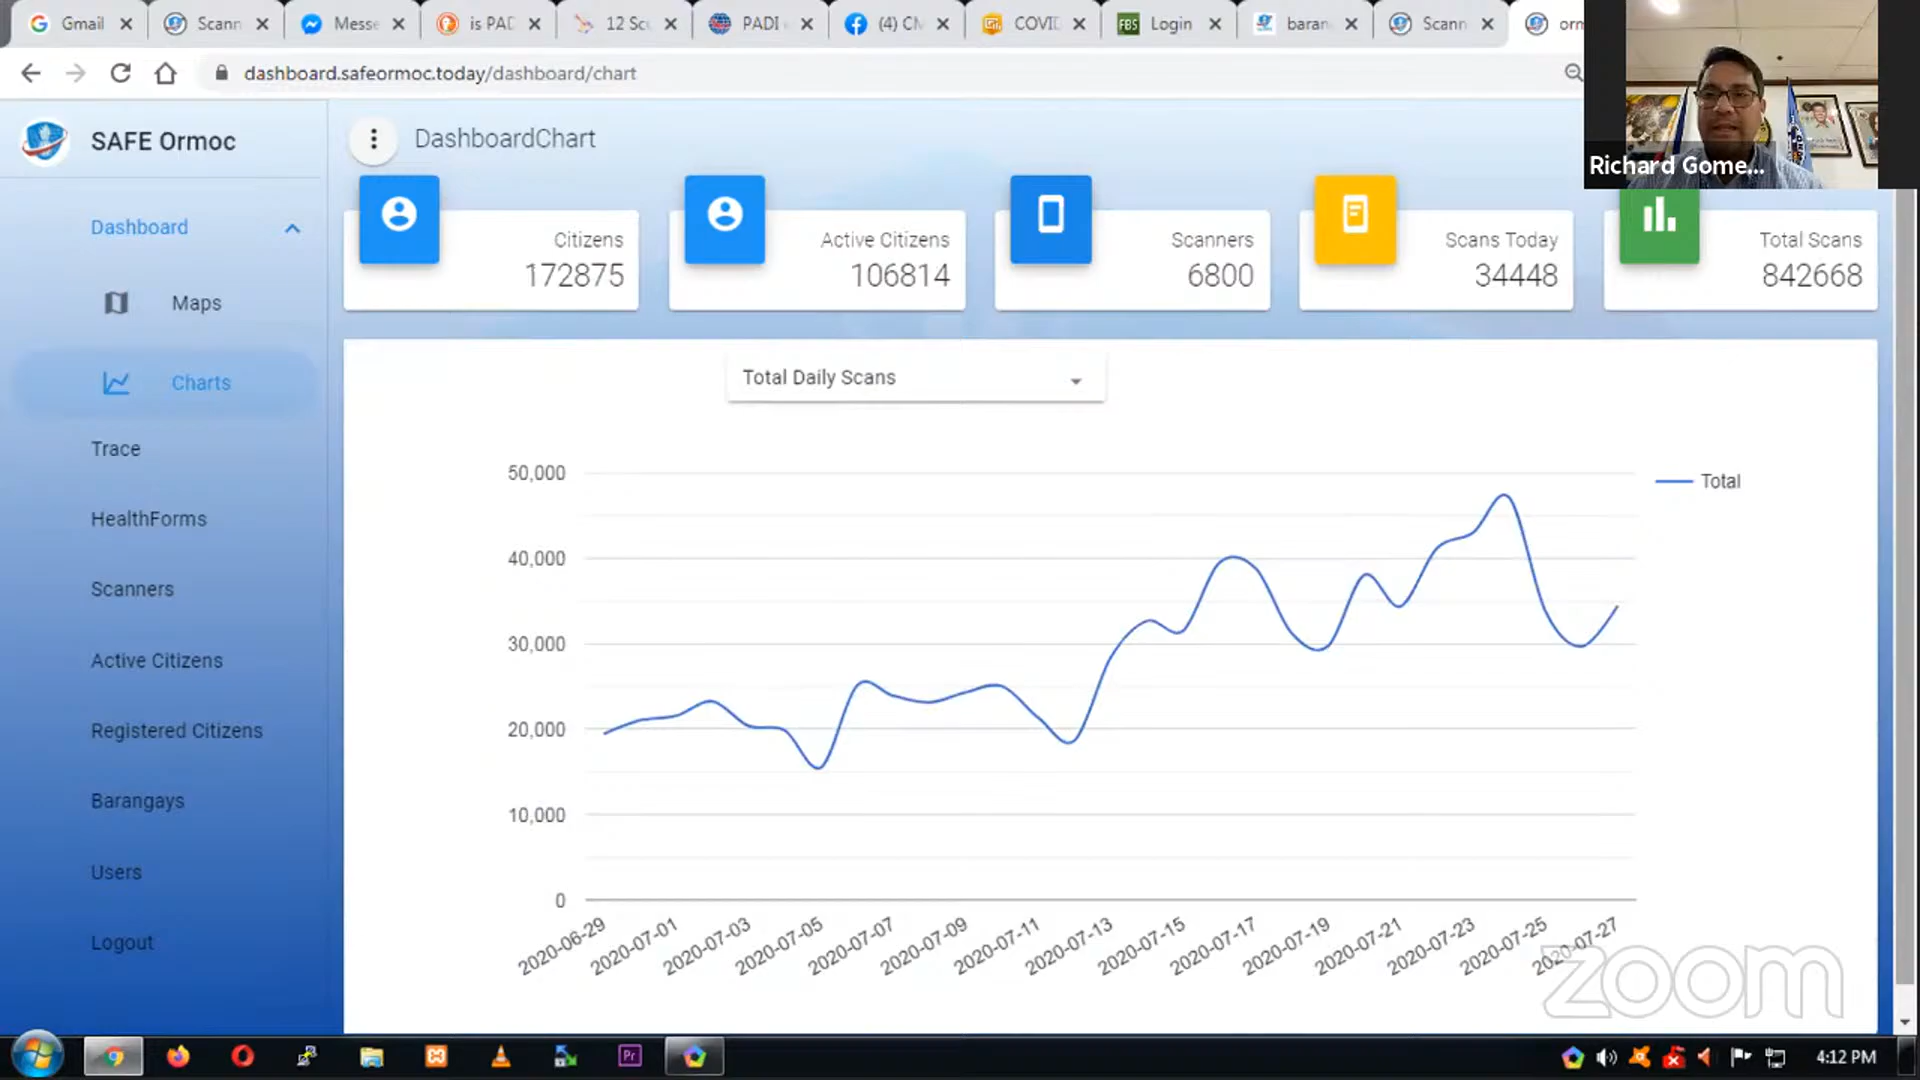 Gmail
Scann
Messe
is PAD
12 Sc
PADI
(4) CM
COVID
Login
baran
Scann
orm
dashboard.safeormoc.today/dashboard/chart
Richard Gome...
SAFE Ormoc
DashboardChart
Dashboard
Maps
Charts
Trace
HealthForms
Scanners
Active Citizens
Registered Citizens
Barangays
Users
Logout
Citizens
172875
Active Citizens
106814
Scanners
6800
Scans Today
34448
Total Scans
842668
Total Daily Scans
50,000
40,000
30,000
20,000
10,000
0
Total
2020-06-29
2020-07-01
2020-07-03
2020-07-05
2020-07-07
2020-07-09
2020-07-11
2020-07-13
2020-07-15
2020-07-17
2020-07-19
2020-07-21
2020-07-23
2020-07-25
2020-07-27
zoom
Pr
4:12 PM